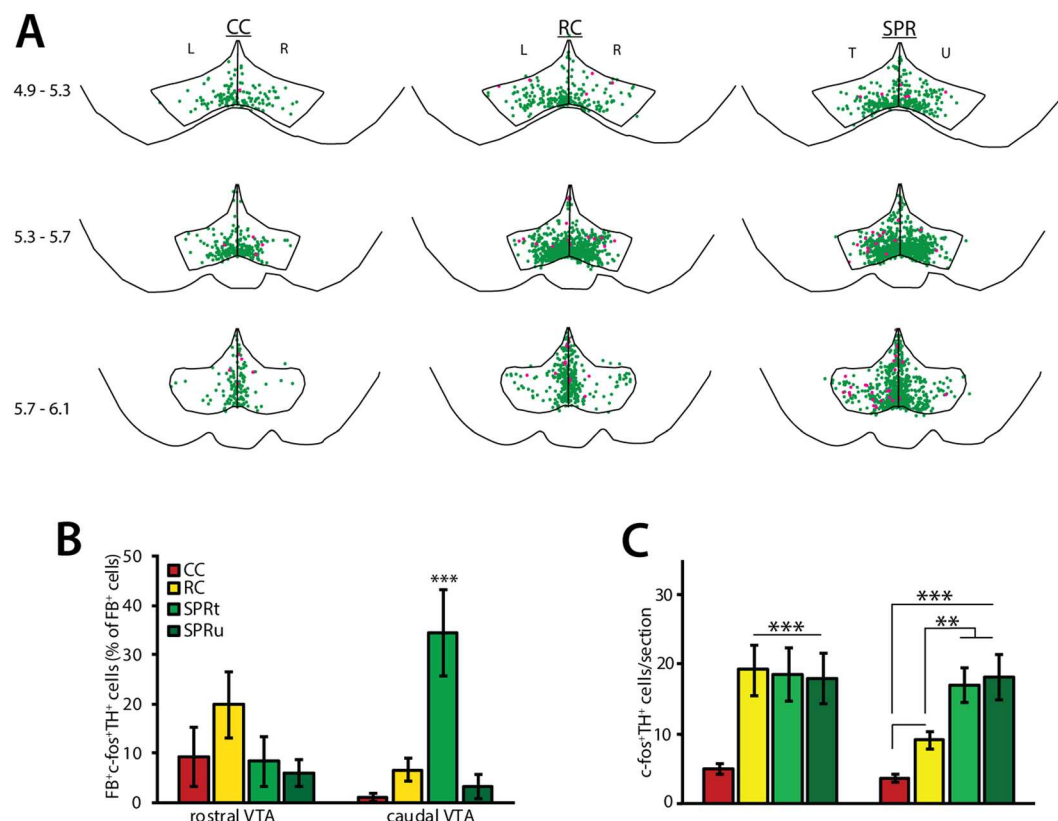 A
CC
RC
SPR
L R
L R
T U
4.9 - 5.3
5.3 - 5.7
5.7 - 6.1
B
FB+c-fos+TH+ cells (% of FB+ cells)
50
40
30
20
10
0
CC
RC
SPRt
SPRu
***
rostral VTA
caudal VTA
C
c-fos+TH+ cells/section
30
20
10
0
***
***
**